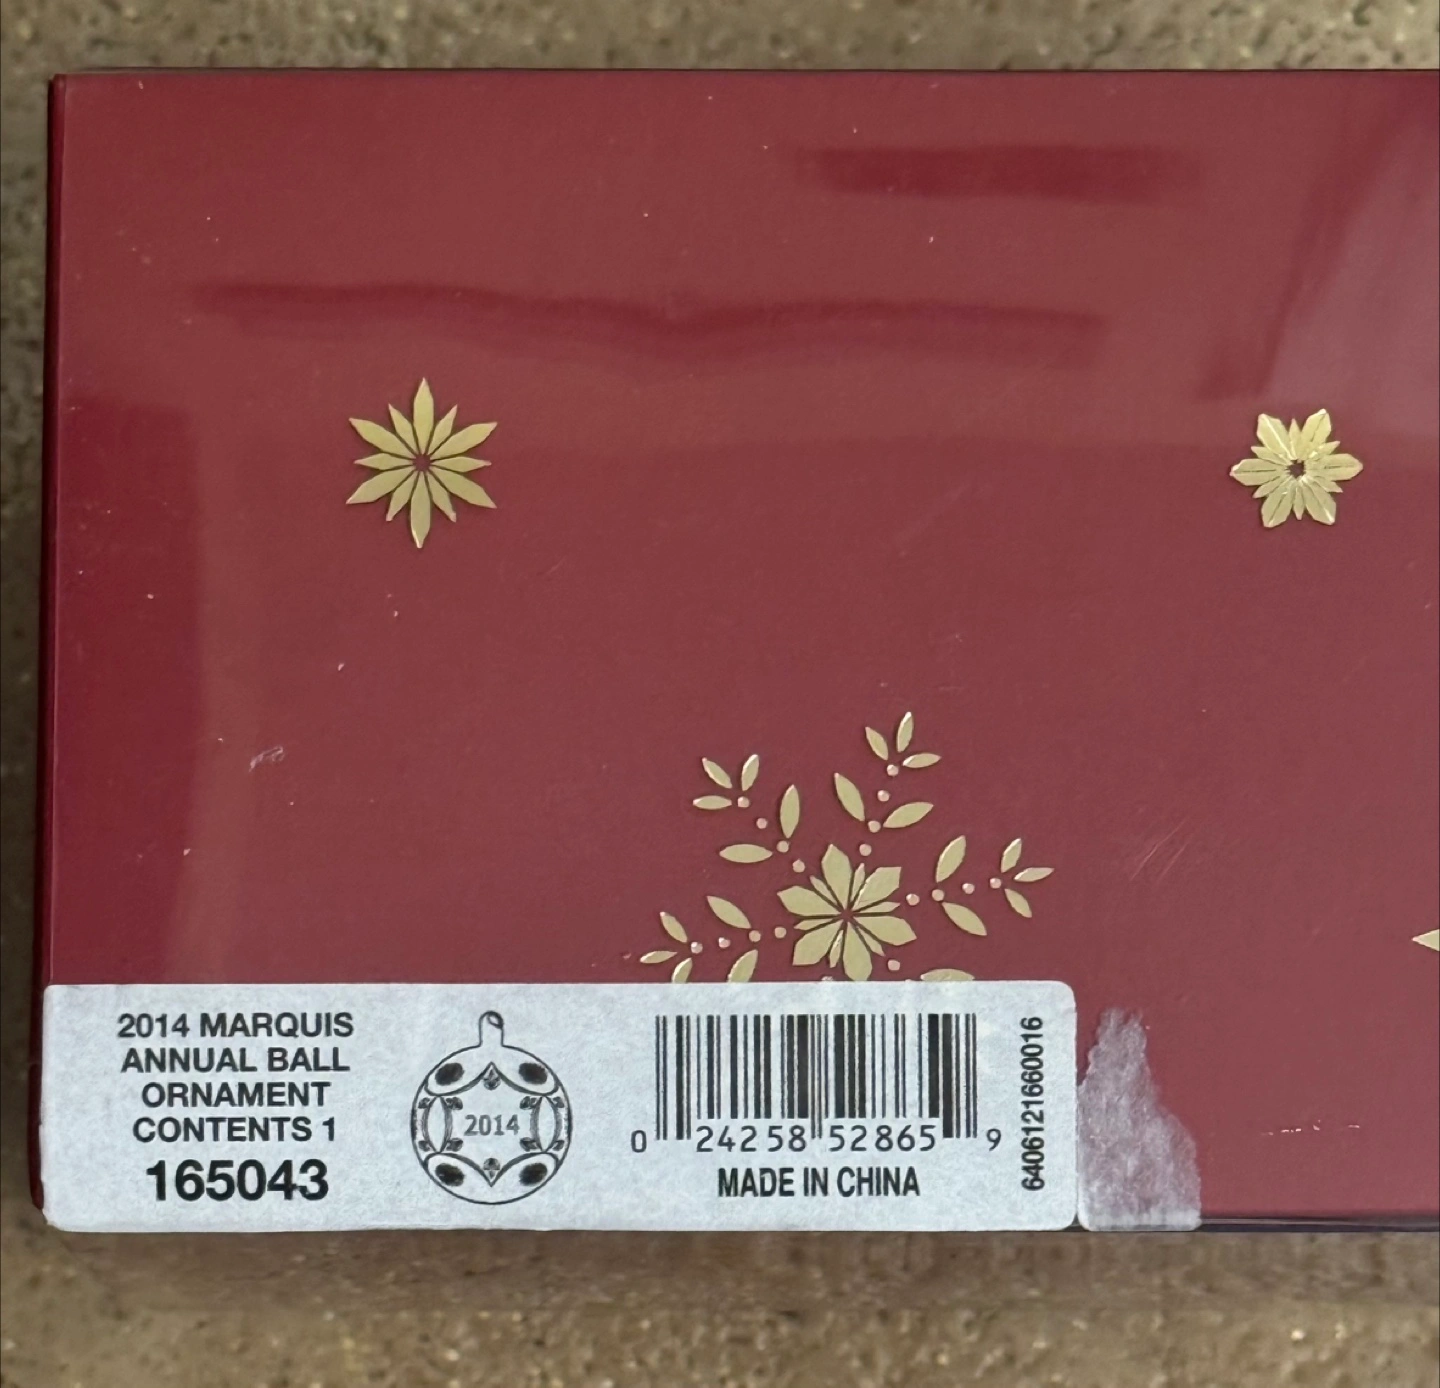 2014 MARQUIS
ANNUAL BALL
ORNAMENT
CONTENTS 1
165043
2014
0 24258 52865 9
MADE IN CHINA
6406121660016